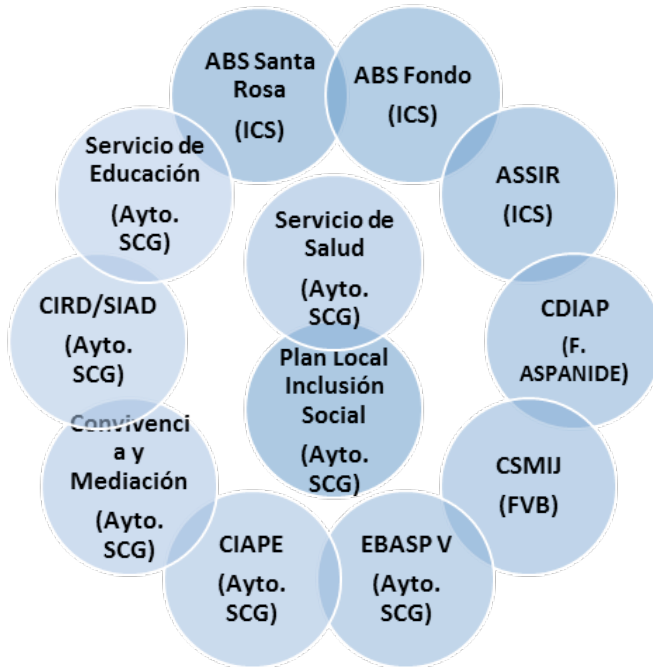 ABS Santa
Rosa
(ICS)
ABS Fondo
(ICS)
ASSIR
(ICS)
CDIAP
(F.
ASPANIDE)
CSMIJ
(FVB)
EBASP V
(Ayto.
SCG)
CIAPE
(Ayto.
SCG)
Convivenci
a y
Mediación
(Ayto.
SCG)
CIRD/SIAD
(Ayto.
SCG)
Servicio de
Educación
(Ayto.
SCG)
Servicio de
Salud
(Ayto.
SCG)
Plan Local
Inclusión
Social
(Ayto.
SCG)